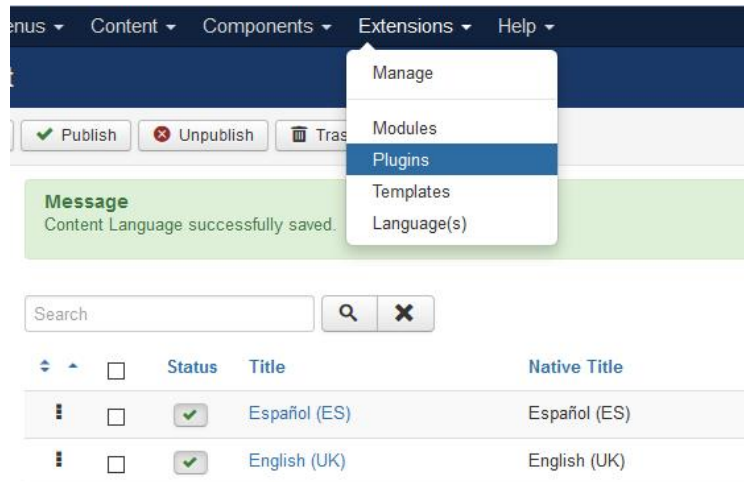 enus Content Components Extensions Help
t
Manage
Publish Unpublish Tras
Modules
Plugins
Templates
Language(s)
Message
Content Language successfully saved.
Search
Status Title Native Title
Español (ES) Español (ES)
English (UK) English (UK)